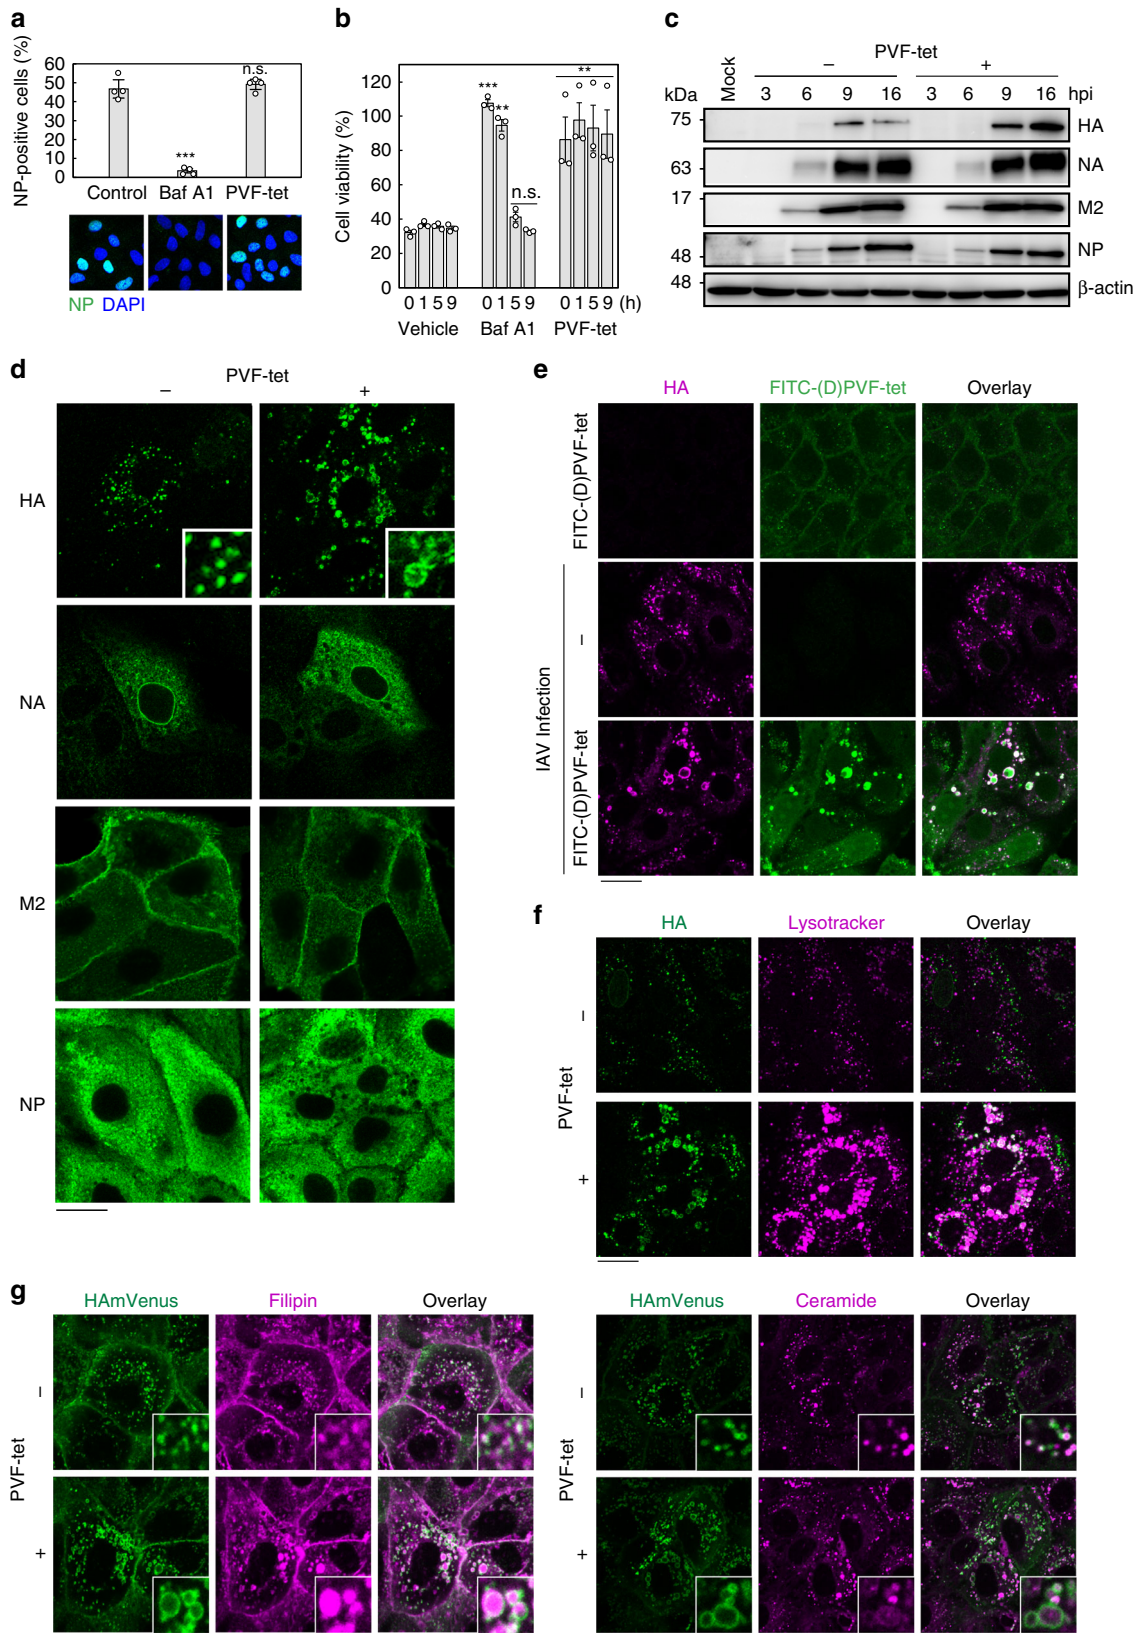 a
NP-positive cells (%)
60
50
40
30
20
10
0
***
n.s.
Control Baf A1 PVF-tet
NP DAPI
b
Cell viability (%)
120
100
80
60
40
20
0
***
**
n.s.
**
0 1 5 9 0 1 5 9 0 1 5 9 (h)
Vehicle Baf A1 PVF-tet
c
PVF-tet
– +
kDa Mock 3 6 9 16 3 6 9 16 hpi
75 HA
63 NA
17 M2
48 NP
48 β-actin
d
PVF-tet
– +
HA
NA
M2
NP
e
HA FITC-(D)PVF-tet Overlay
FITC-(D)PVF-tet
IAV Infection
–
FITC-(D)PVF-tet
f
HA Lysotracker Overlay
PVF-tet
–
+
g
HAmVenus Filipin Overlay
PVF-tet
–
+
HAmVenus Ceramide Overlay
PVF-tet
–
+